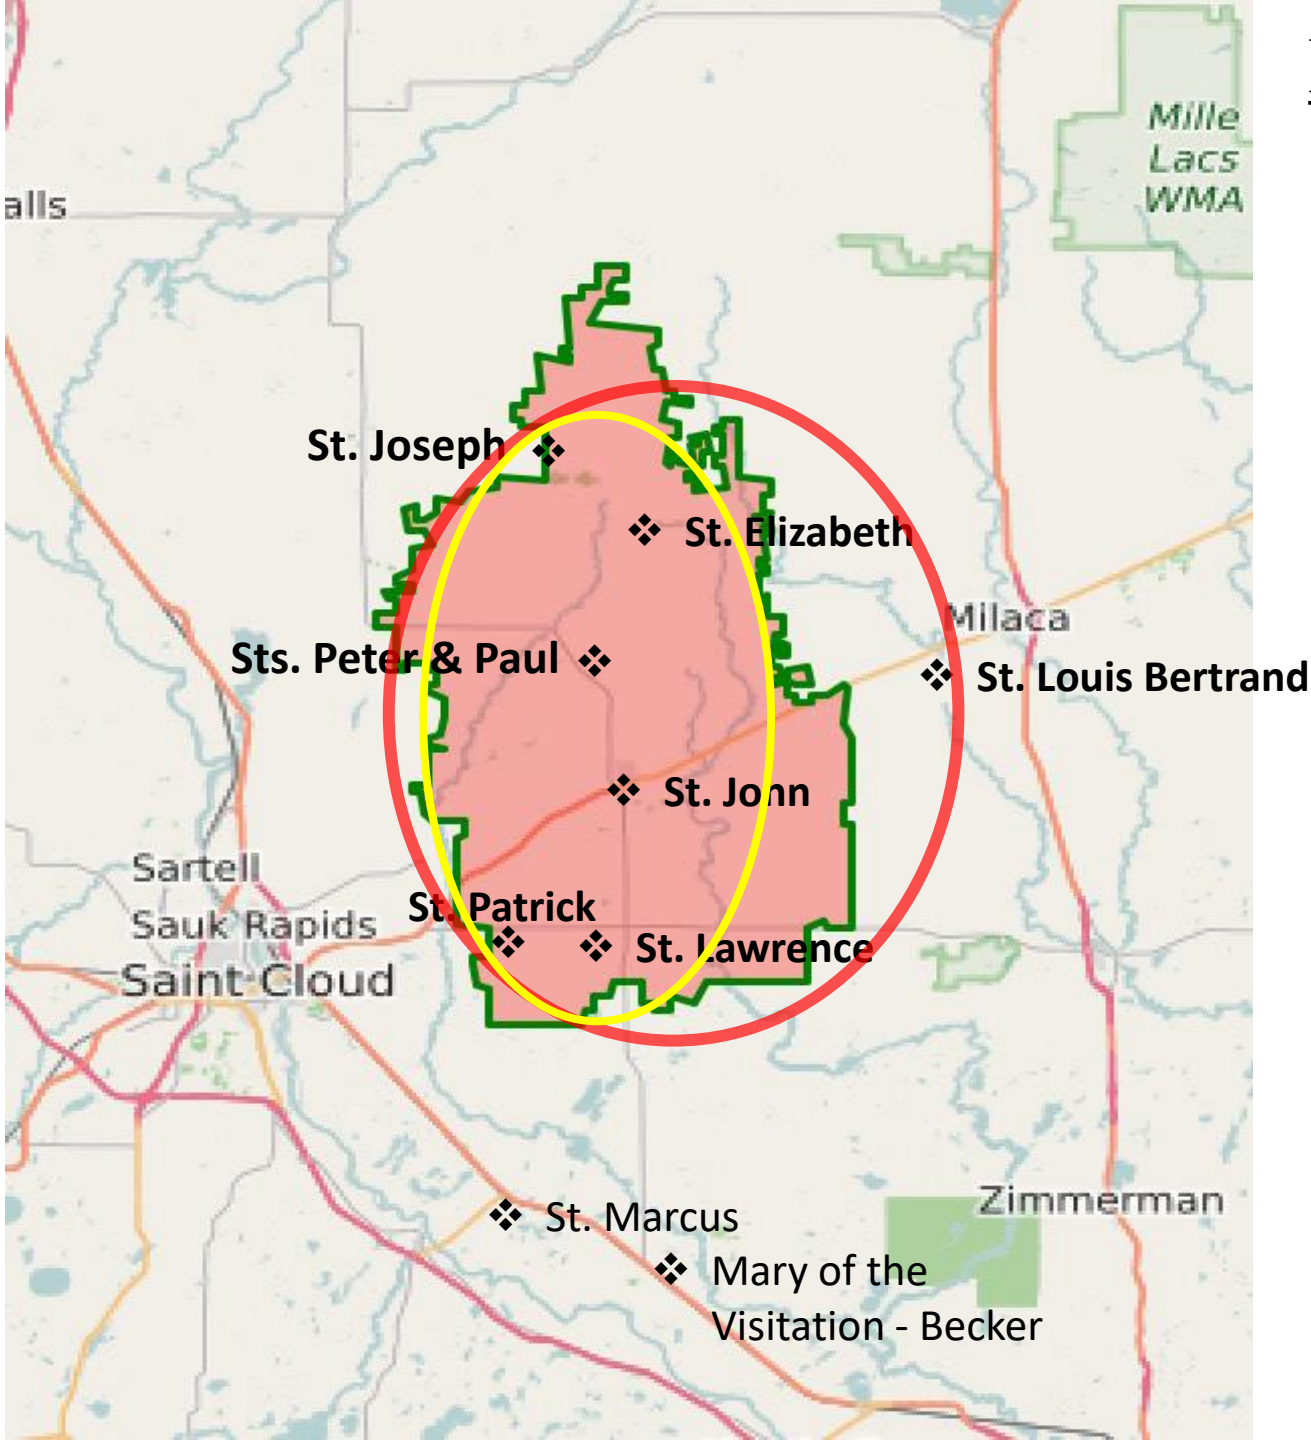 Mille
Lacs
WMA
alls
St. Joseph
St. Elizabeth
Milaca
Sts. Peter & Paul
St. Louis Bertrand
St. John
Sartell
St. Patrick
Sauk Rapids
St. Lawrence
Saint Cloud
Zimmerman
St. Marcus
Mary of the
Visitation - Becker